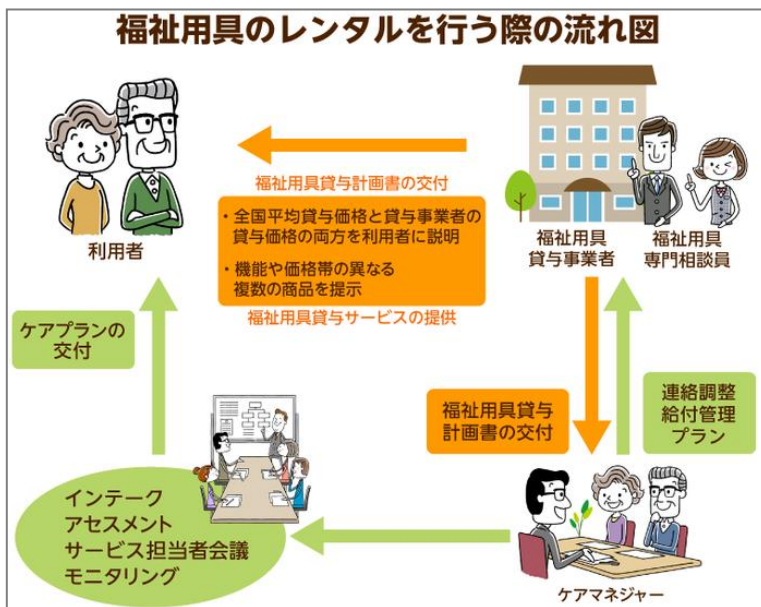 福祉用具のレンタルを行う際の流れ図
福祉用具貸与計画書の交付
・全国平均貸与価格と貸与事業者の
貸与価格の両方を利用者に説明
・機能や価格帯の異なる
複数の商品を提示
福祉用具貸与サービスの提供
利用者
福祉用具
貸与事業者
福祉用具
専門相談員
ケアプランの
交付
福祉用具貸与
計画書の交付
連絡調整
給付管理
プラン
インテーク
アセスメント
サービス担当者会議
モニタリング
ケアマネジャー